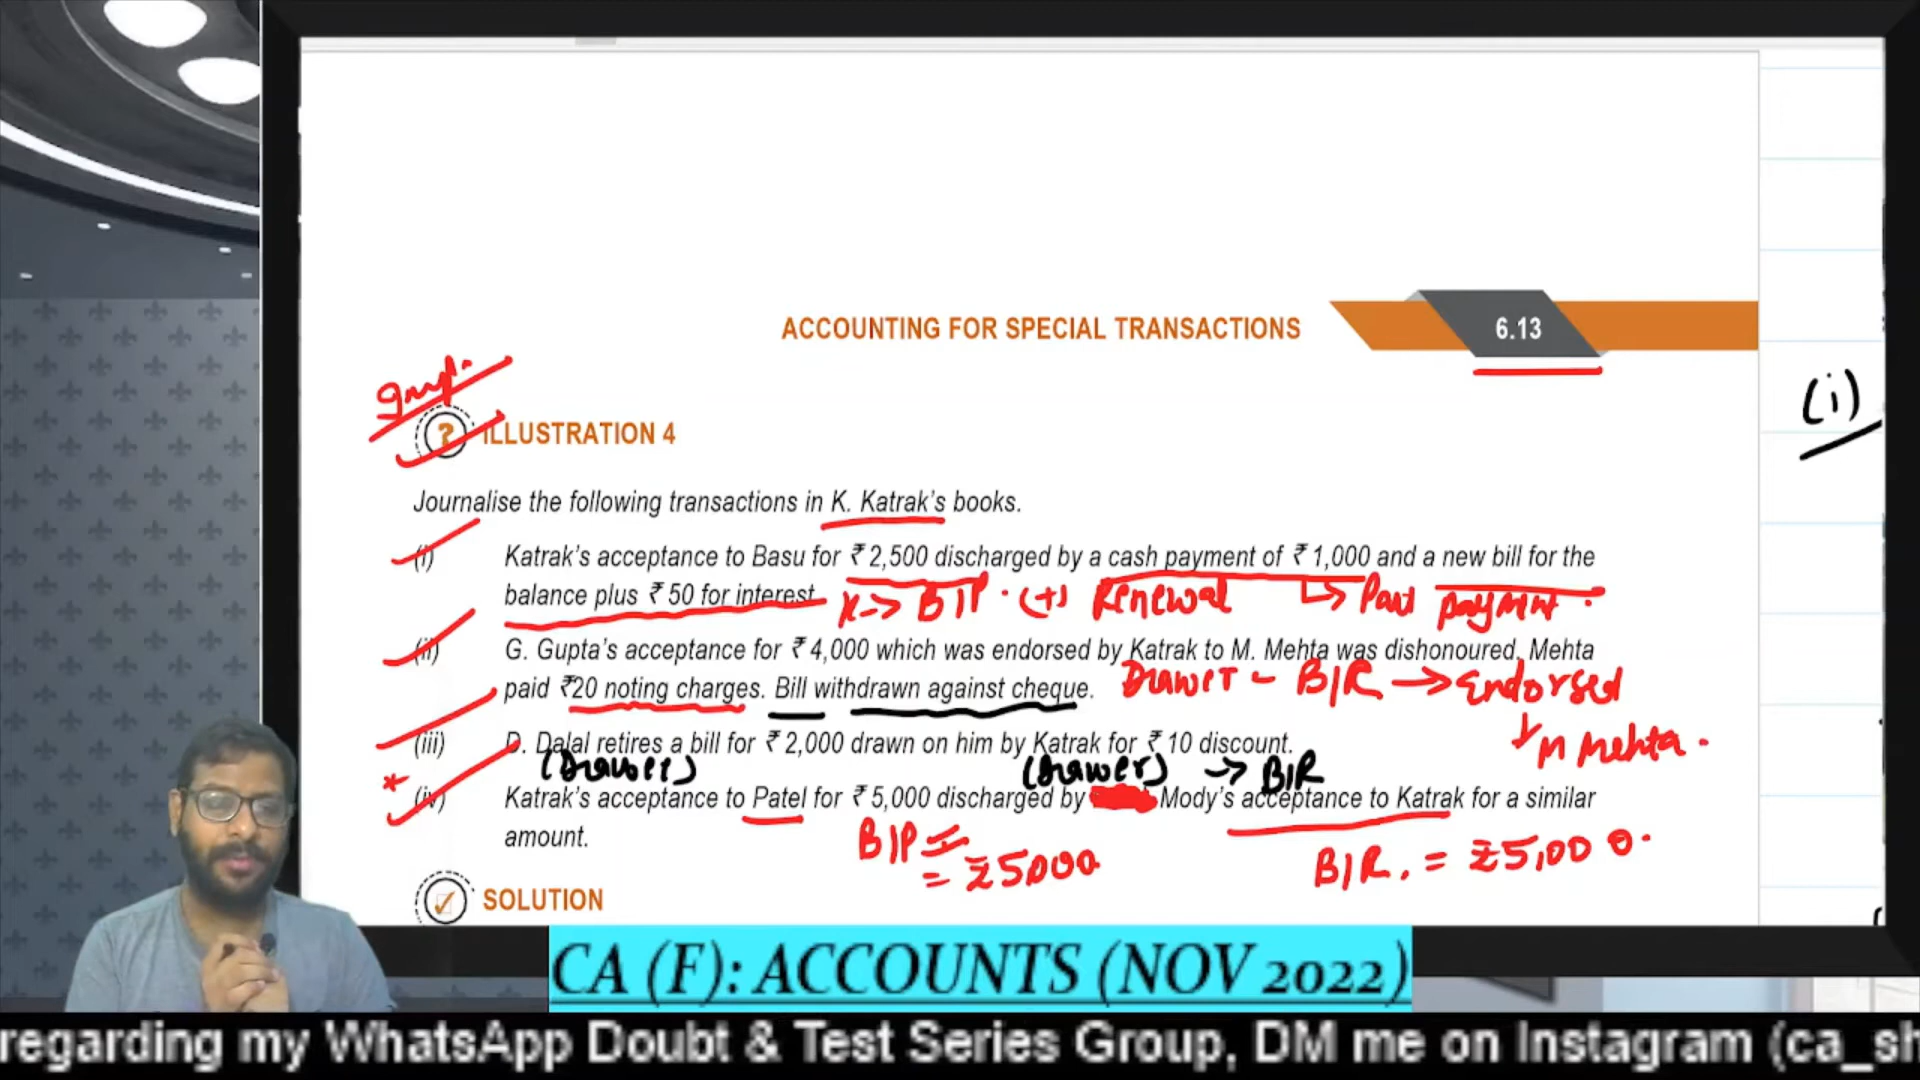 ACCOUNTING FOR SPECIAL TRANSACTIONS
6.13
Imp.
(i)
ILLUSTRATION 4
Journalise the following transactions in K. Katrak's books.
(i) Katrak's acceptance to Basu for ₹ 2,500 discharged by a cash payment of ₹ 1,000 and a new bill for the
balance plus ₹ 50 for interest
K → B/P. (+) Renewal → Part payment.
(ii) G. Gupta's acceptance for ₹ 4,000 which was endorsed by Katrak to M. Mehta was dishonoured. Mehta
paid ₹20 noting charges. Bill withdrawn against cheque.
Drawer - B/R → Endorsed
↓
M Mehta.
(iii) D. Dalal retires a bill for ₹ 2,000 drawn on him by Katrak for ₹ 10 discount.
(Drawer) → B/R
(iv) Katrak's acceptance to Patel for ₹ 5,000 discharged by Mody's acceptance to Katrak for a similar
amount.
B/P = ₹5000
B/R. = ₹5,000.
SOLUTION
CA (F): ACCOUNTS (NOV 2022)
regarding my WhatsApp Doubt & Test Series Group, DM me on Instagram (ca_sh